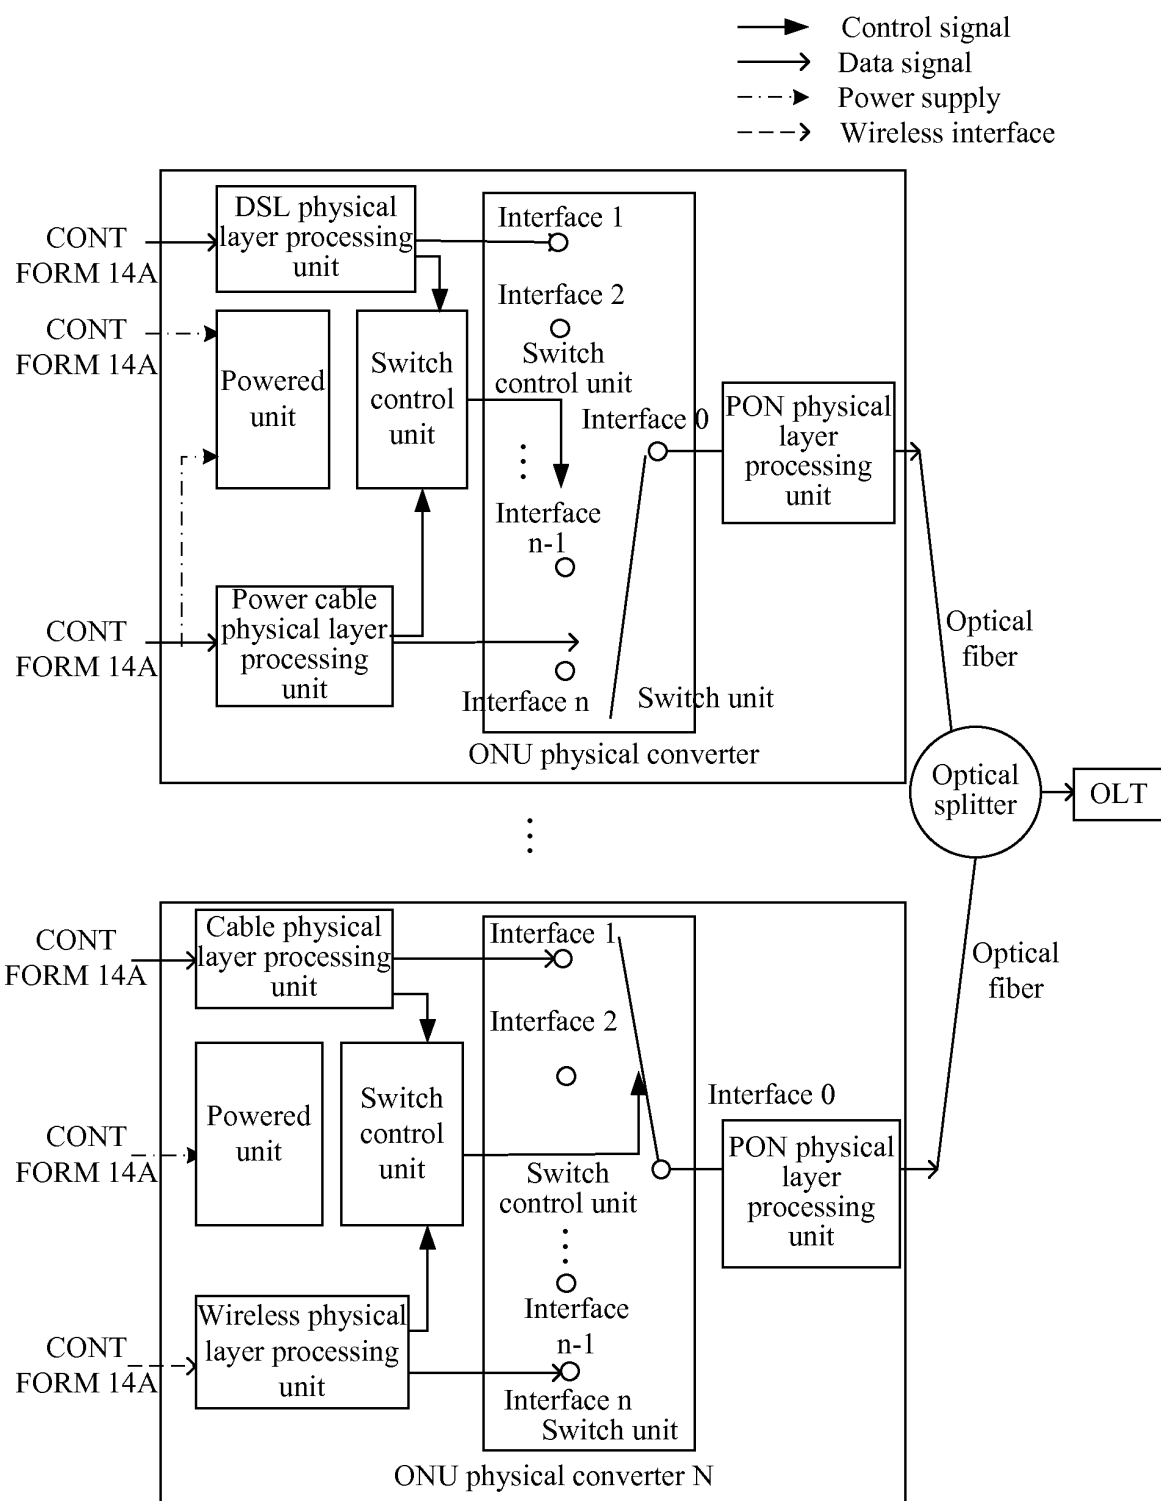 Control signal
Data signal
Power supply
Wireless interface
CONT
FORM 14A
DSL physical
layer processing
unit
Interface 1
CONT
FORM 14A
Powered
unit
Switch
control
unit
Interface 2
Switch
control unit
Interface 0
PON physical
layer
processing
unit
Interface
n-1
CONT
FORM 14A
Power cable
physical layer
processing
unit
Interface n
Switch unit
ONU physical converter
Optical
fiber
Optical
splitter
OLT
CONT
FORM 14A
Cable physical
layer processing
unit
Interface 1
Optical
fiber
Interface 2
CONT
FORM 14A
Powered
unit
Switch
control
unit
Switch
control unit
Interface 0
PON physical
layer
processing
unit
CONT
FORM 14A
Wireless physical
layer processing
unit
Interface
n-1
Interface n
Switch unit
ONU physical converter N